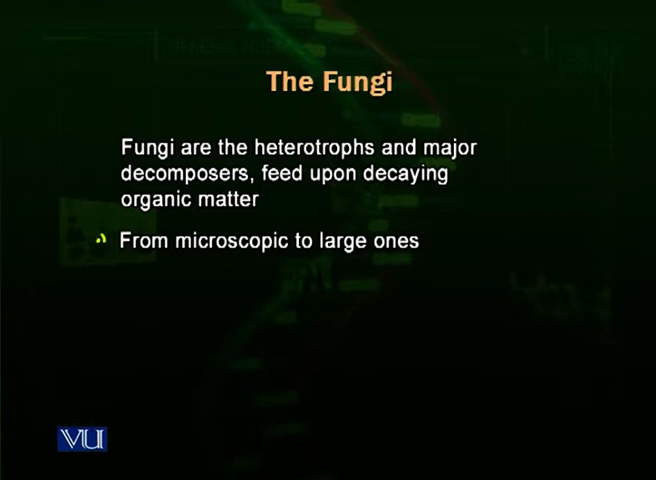 The Fungi
Fungi are the heterotrophs and major
decomposers, feed upon decaying
organic matter
From microscopic to large ones
VU